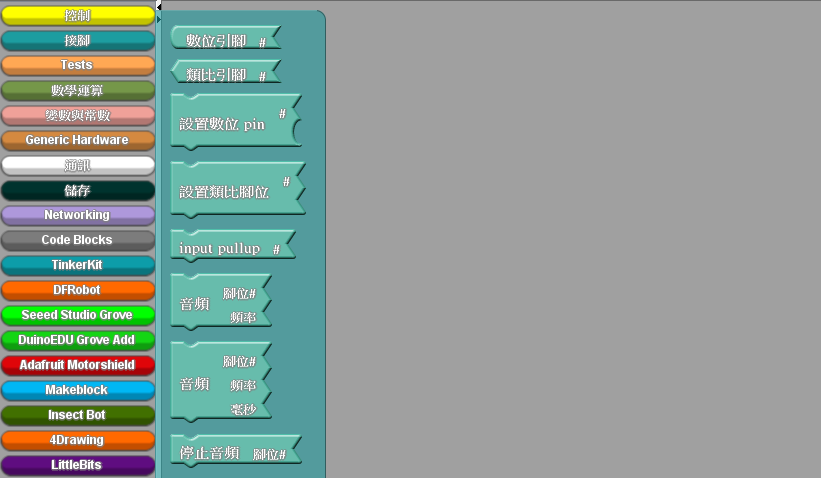 控制
接腳
Tests
數學運算
變數與常數
Generic Hardware
通訊
儲存
Networking
Code Blocks
TinkerKit
DFRobot
Seeed Studio Grove
DuinoEDU Grove Add
Adafruit Motorshield
Makeblock
Insect Bot
4Drawing
LittleBits
數位引腳 #
類比引腳 #
設置數位 pin #
設置類比腳位 #
input pullup #
音頻 腳位#
頻率
音頻 腳位#
頻率
毫秒
停止音頻 腳位#